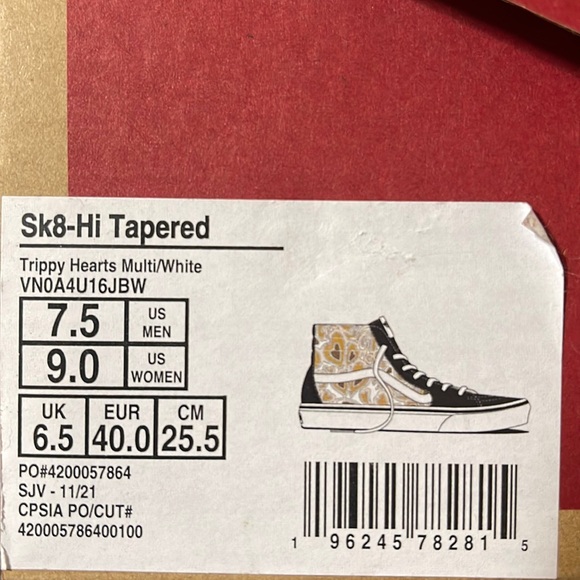 Sk8-Hi Tapered
Trippy Hearts Multi/White
VN0A4U16JBW
7.5 US MEN
9.0 US WOMEN
UK EUR CM
6.5 40.0 25.5
PO#4200057864
SJV - 11/21
CPSIA PO/CUT#
420005786400100
1 96245 78281 5